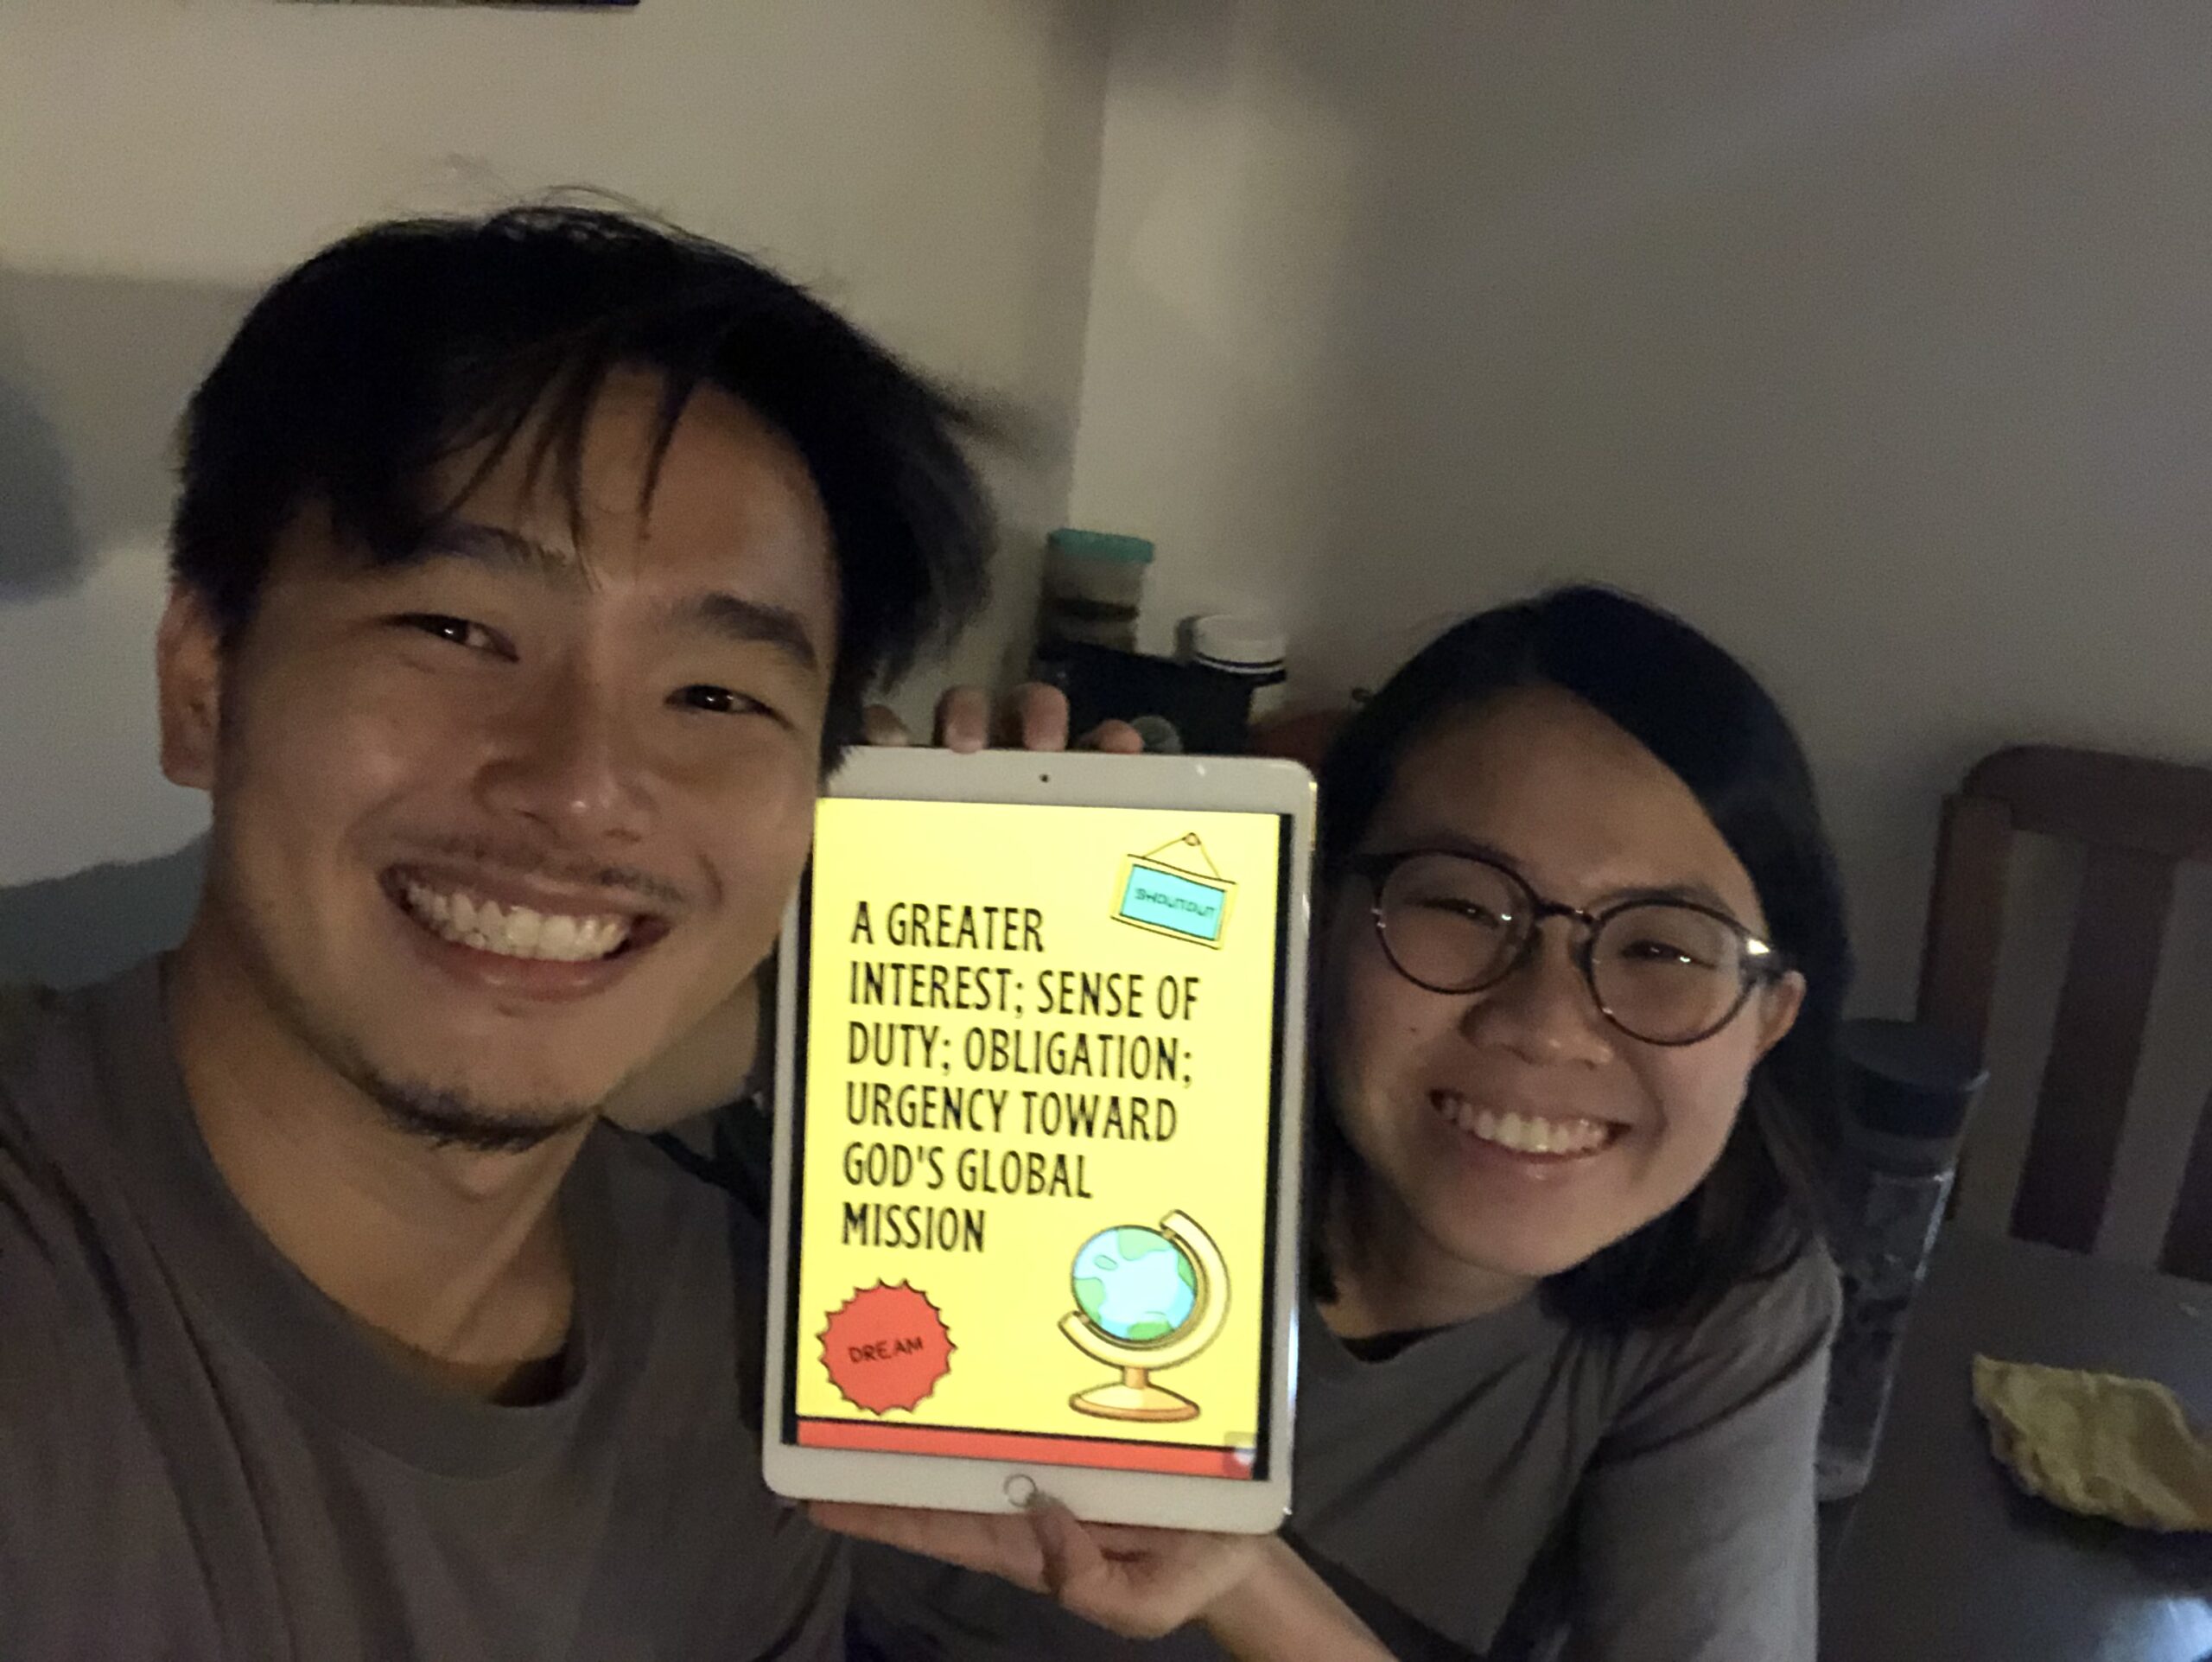 SHOUTOUT
A GREATER
INTEREST; SENSE OF
DUTY; OBLIGATION;
URGENCY TOWARD
GOD'S GLOBAL
MISSION
DREAM